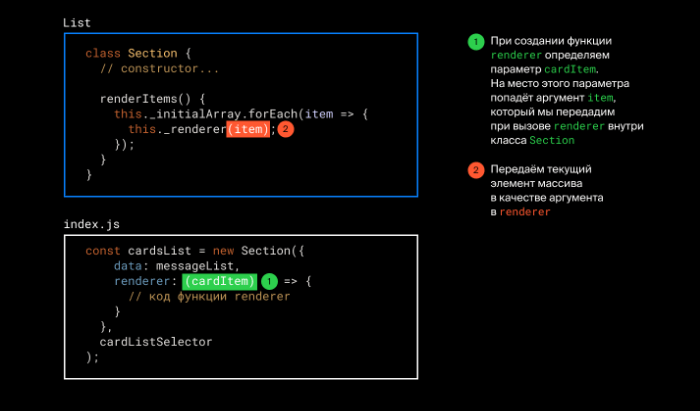 List
class Section {
// constructor...
renderItems() {
this._initialArray.forEach(item => {
this._renderer(item); 2
});
}
}
index.js
const cardsList = new Section({
data: messageList,
renderer: (cardItem) 1 => {
// код функции renderer
}
},
cardListSelector
);
1 При создании функции
renderer определяем
параметр cardItem.
На место этого параметра
попадёт аргумент item,
который мы передадим
при вызове renderer внутри
класса Section
2 Передаём текущий
элемент массива
в качестве аргумента
в renderer